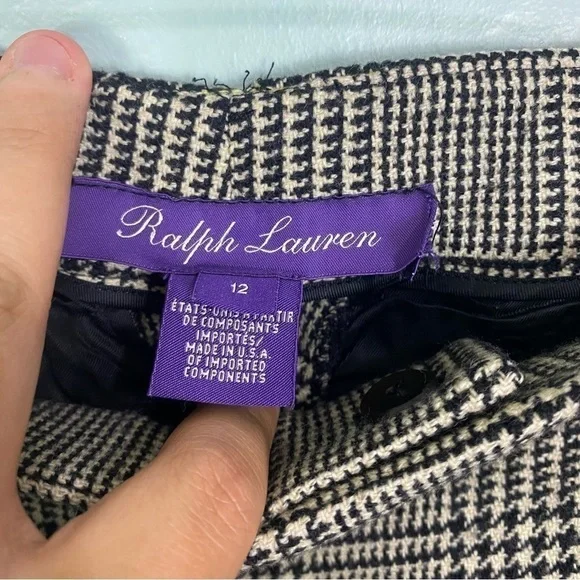 Ralph Lauren
12
ÉTATS-UNIS À PARTIR
DE COMPOSANTS
IMPORTÉS/
MADE IN U.S.A.
OF IMPORTED
COMPONENTS